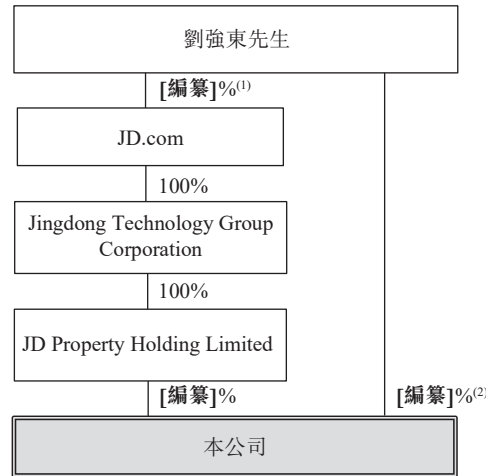 劉強東先生
[編纂]%(1)
JD.com
100%
Jingdong Technology Group
Corporation
100%
JD Property Holding Limited
[編纂]%
[編纂]%(2)
本公司